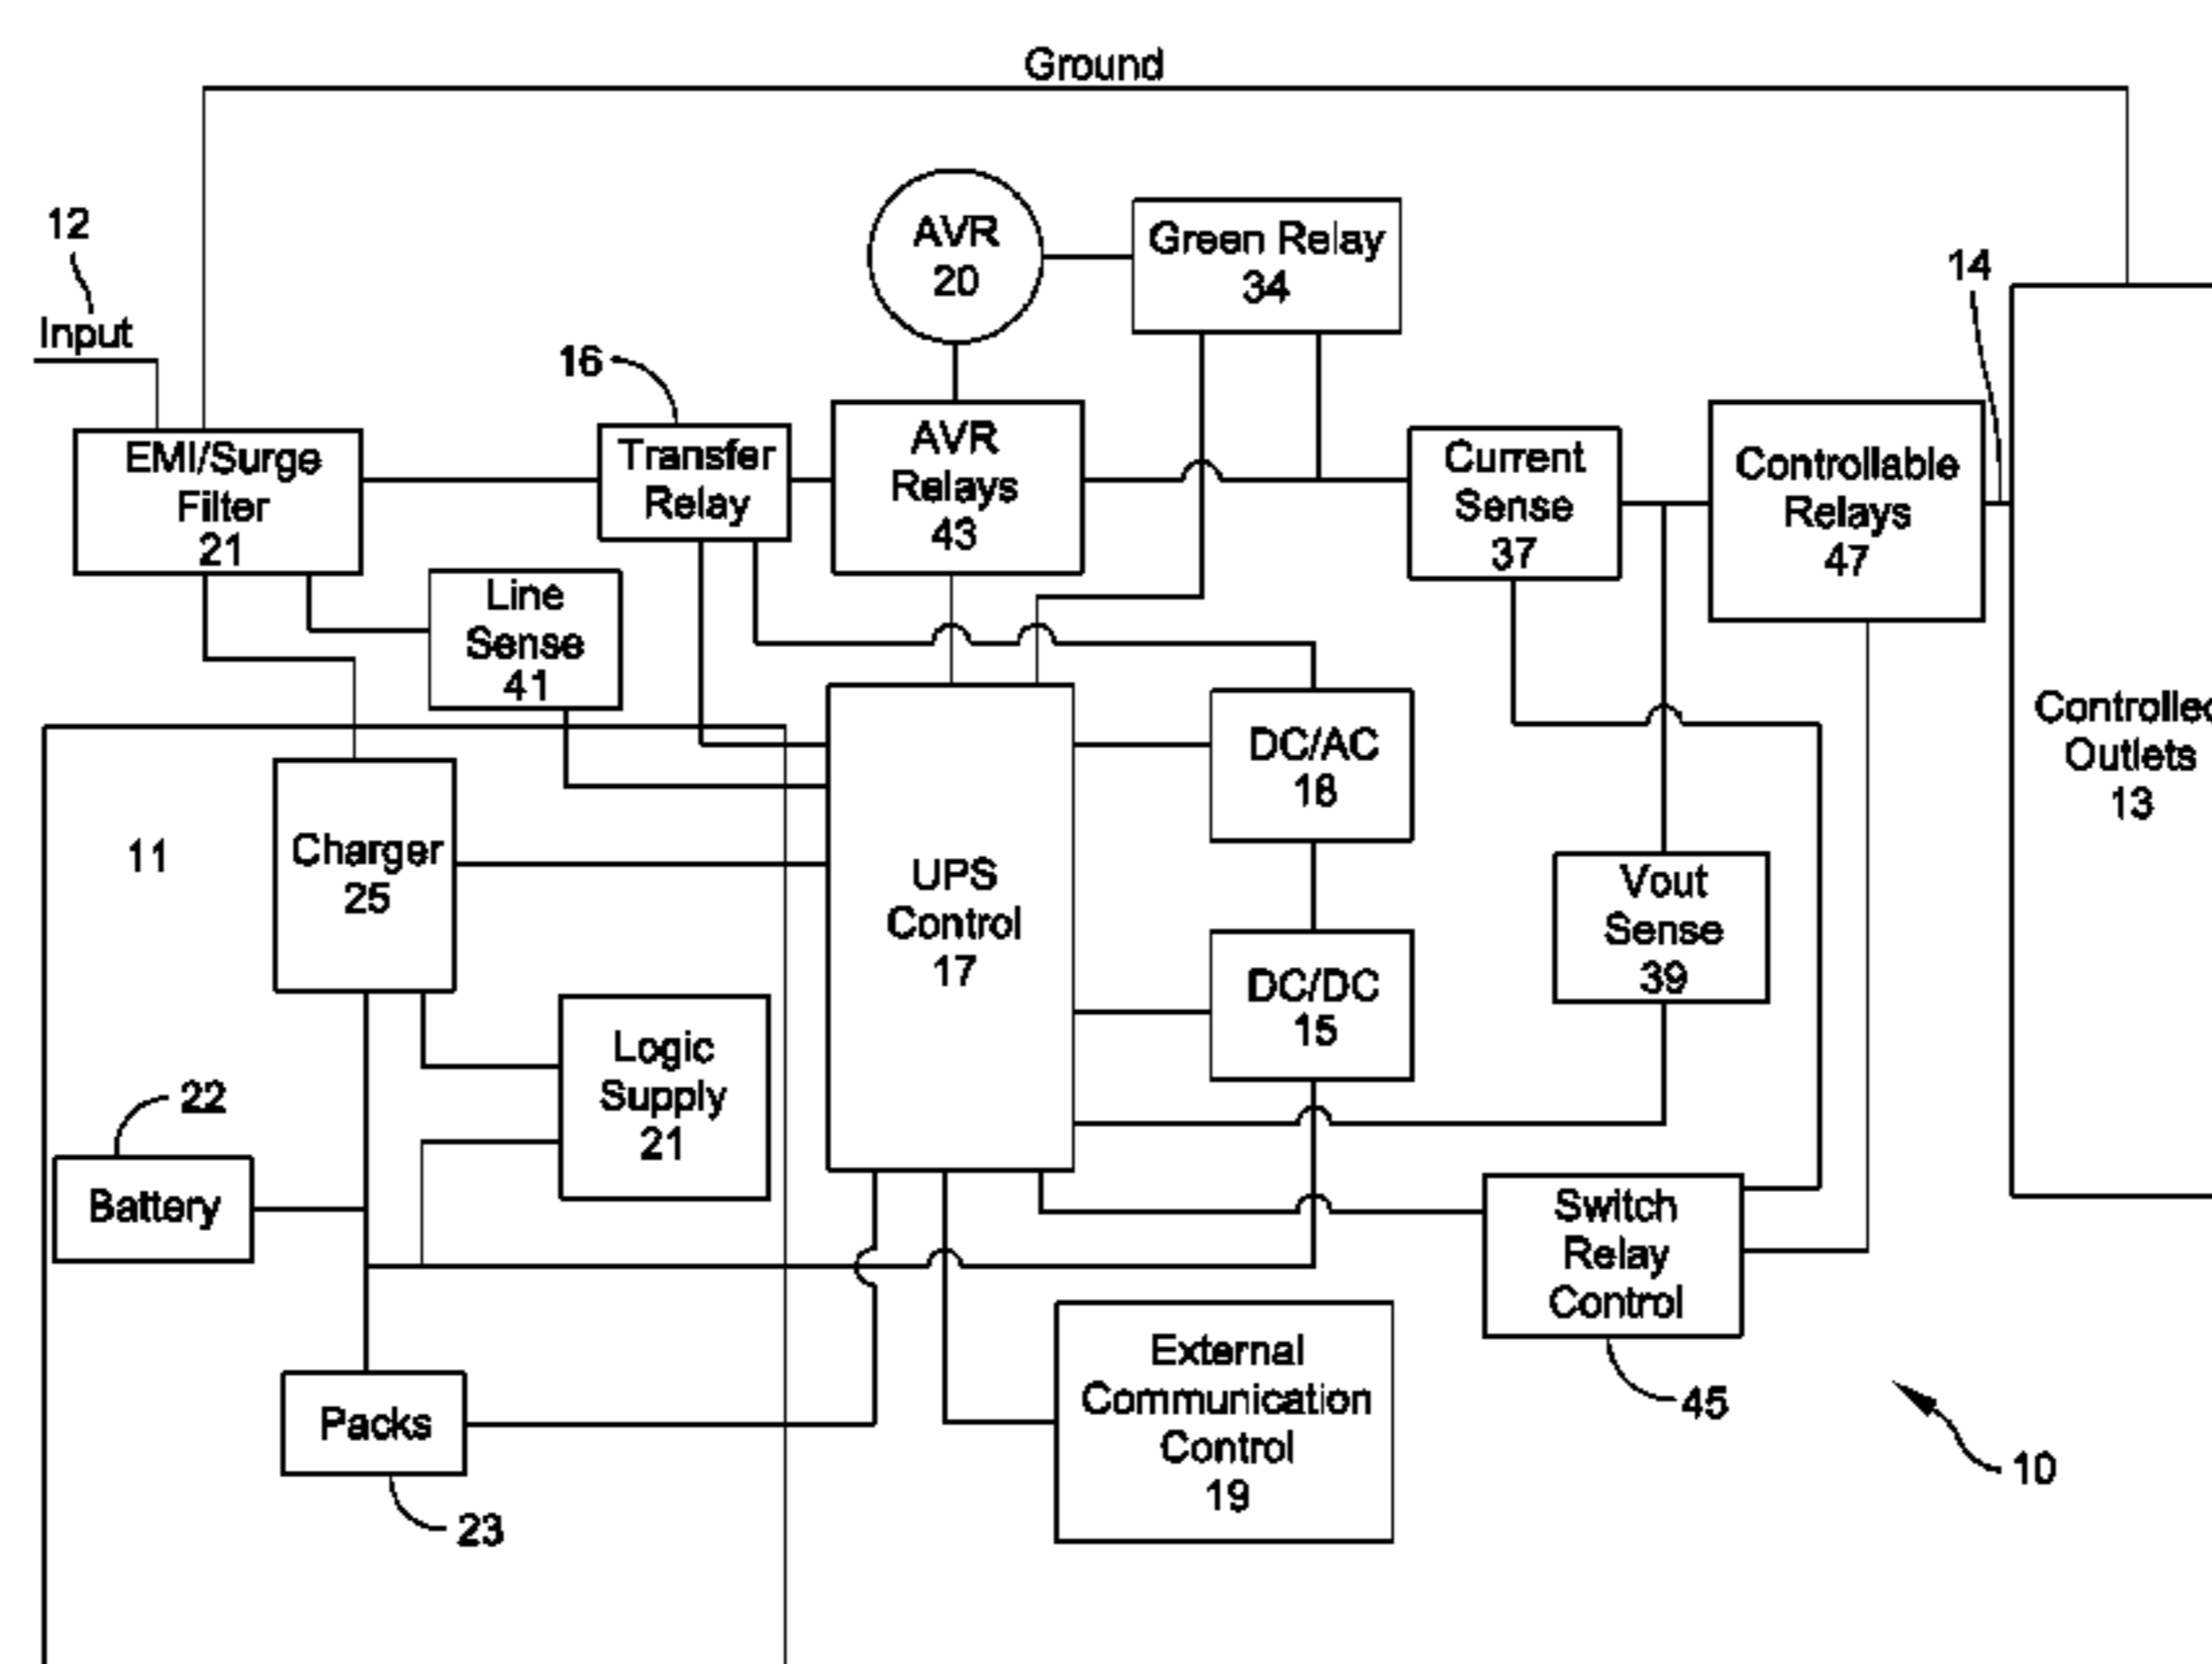 Ground
12
Input
AVR
20
Green Relay
34
14
16
EMI/Surge
Filter
21
Transfer
Relay
AVR
Relays
43
Current
Sense
37
Controllable
Relays
47
Line
Sense
41
Controlled
Outlets
13
DC/AC
18
11
Charger
25
UPS
Control
17
Vout
Sense
39
DC/DC
15
Logic
Supply
21
22
Battery
Switch
Relay
Control
45
External
Communication
Control
19
Packs
23
10